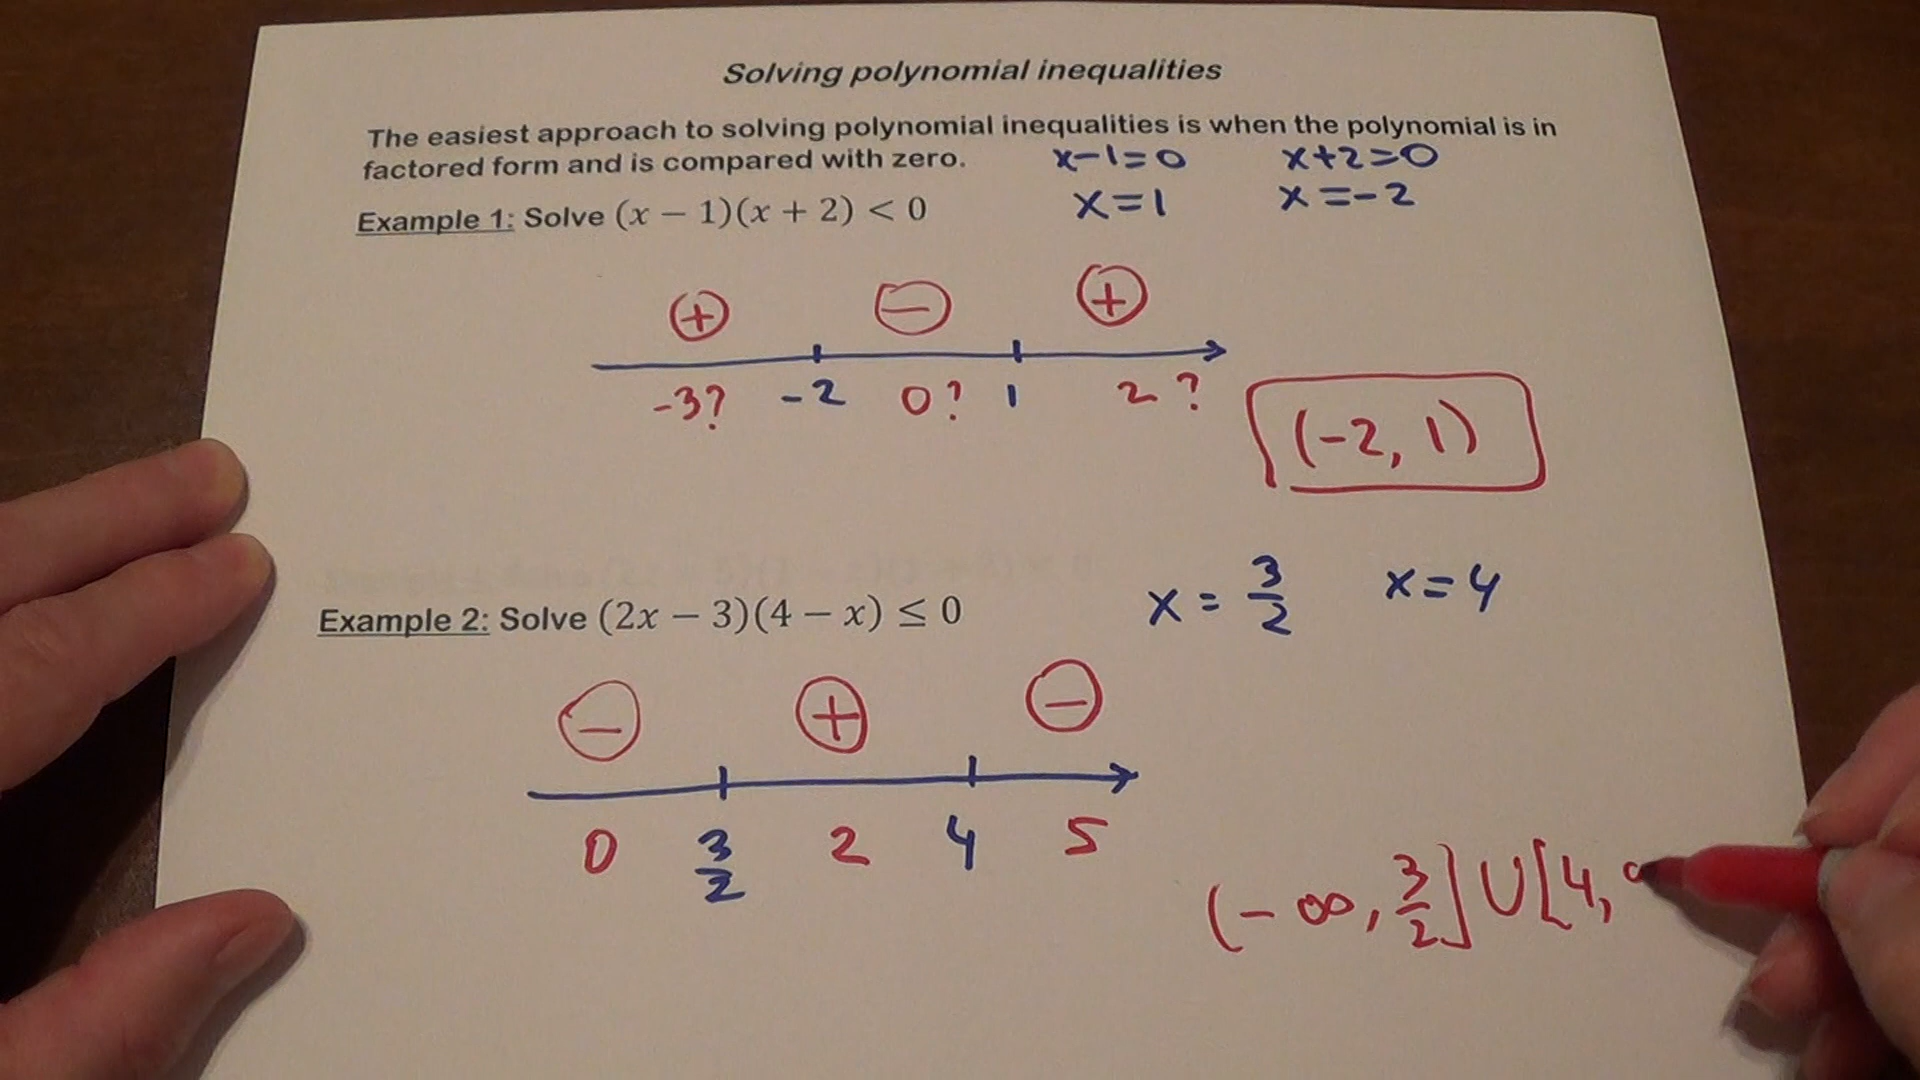 Solving polynomial inequalities
The easiest approach to solving polynomial inequalities is when the polynomial is in
factored form and is compared with zero.
x-1=0 x+2=0
Example 1: Solve (x − 1)(x + 2) < 0
x=1 x=-2
+ − +
-3? -2 0? 1 2?
(-2, 1)
x = 3/2 x=4
Example 2: Solve (2x − 3)(4 − x) ≤ 0
− + −
0 3/2 2 4 5
(-∞, 3/2] ∪ [4,